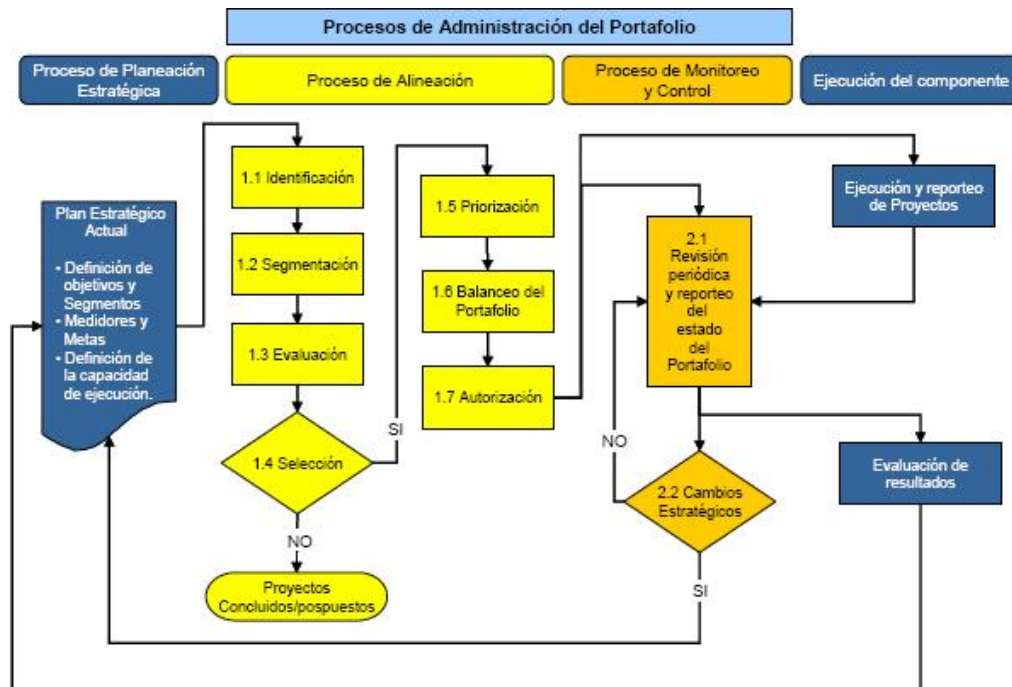 Procesos de Administración del Portafolio
Proceso de Planeación
Estratégica
Proceso de Alineación
Proceso de Monitoreo
y Control
Ejecución del componente
Plan Estratégico
Actual
• Definición de
objetivos y
Segmentos
• Medidores y
Metas
• Definición de
la capacidad
de ejecución.
1.1 Identificación
1.2 Segmentación
1.3 Evaluación
1.4 Selección
SI
NO
Proyectos
Concluidos/pospuestos
1.5 Priorización
1.6 Balanceo del
Portafolio
1.7 Autorización
2.1
Revisión
periódica
y reporteo
del
estado
del
Portafolio
NO
2.2 Cambios
Estratégicos
SI
Ejecución y reporteo
de Proyectos
Evaluación de
resultados